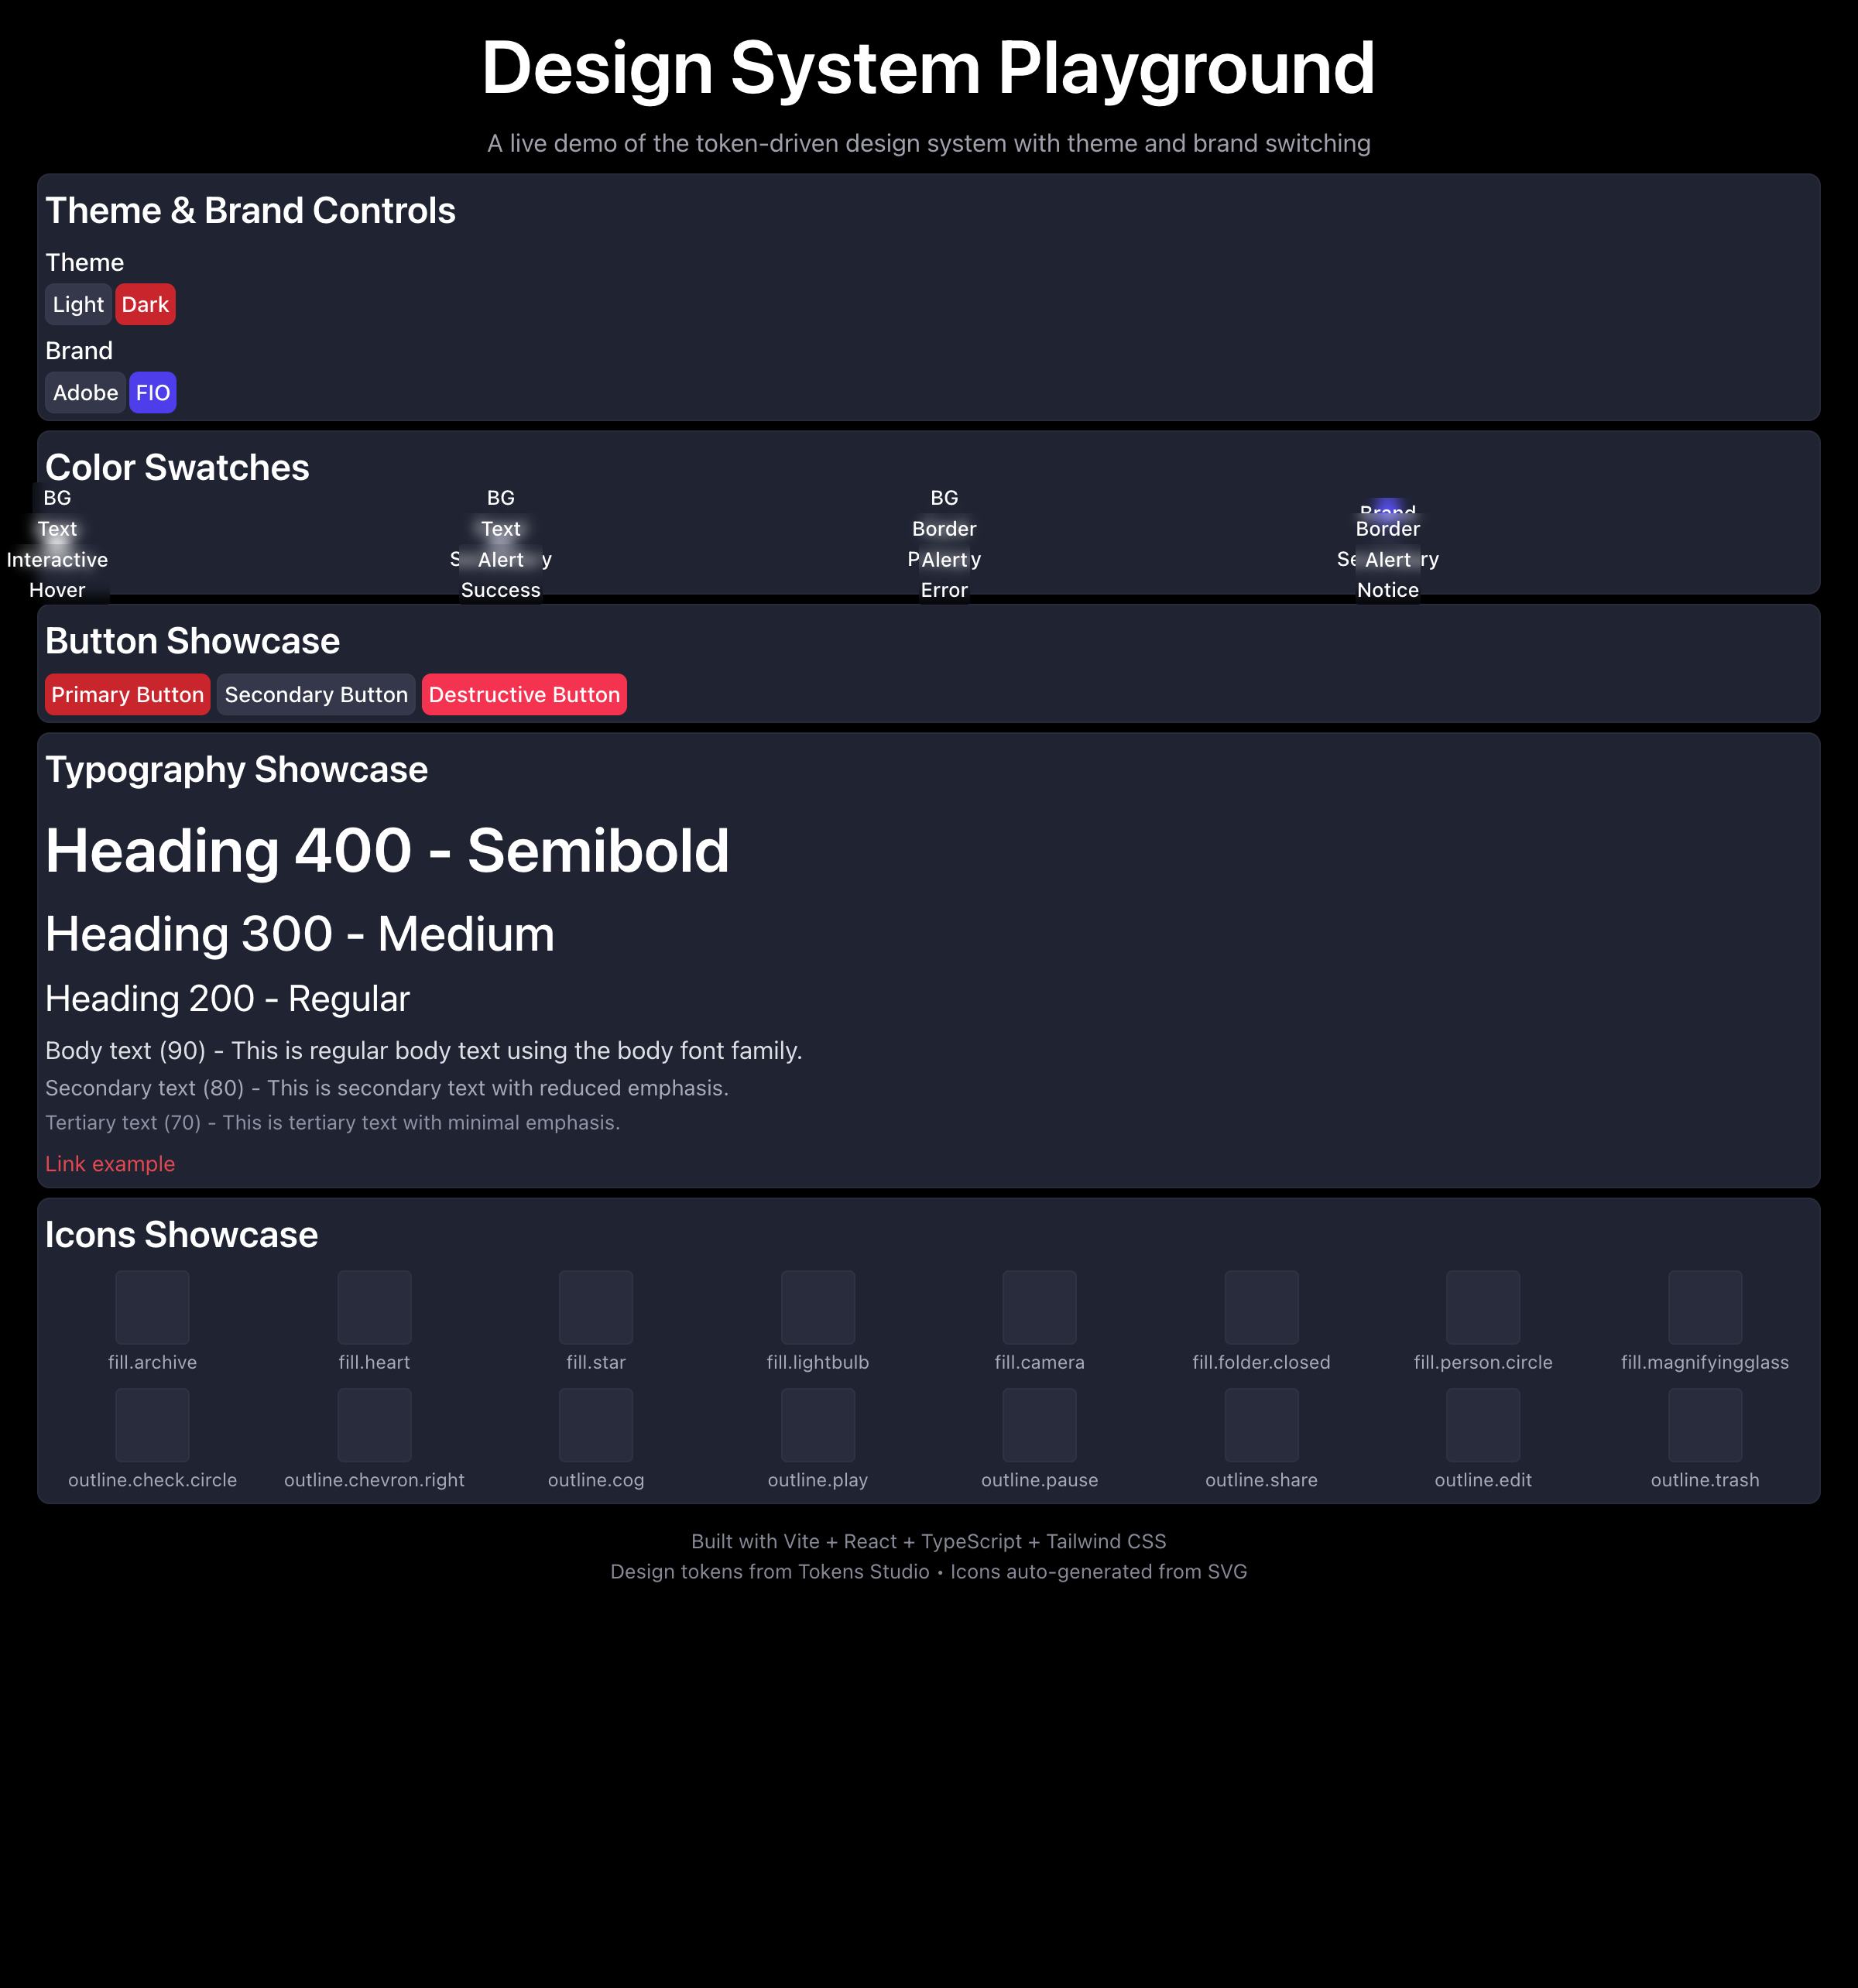 Design System Playground
A live demo of the token-driven design system with theme and brand switching
Theme & Brand Controls
Theme
Light Dark
Brand
Adobe FIO
Color Swatches
BG BG BG
Text Text Border Border
Interactive Alert Alert Alert
Hover Success Error Notice
Button Showcase
Primary Button Secondary Button Destructive Button
Typography Showcase
Heading 400 - Semibold
Heading 300 - Medium
Heading 200 - Regular
Body text (90) - This is regular body text using the body font family.
Secondary text (80) - This is secondary text with reduced emphasis.
Tertiary text (70) - This is tertiary text with minimal emphasis.
Link example
Icons Showcase
fill.archive fill.heart fill.star fill.lightbulb fill.camera fill.folder.closed fill.person.circle fill.magnifyingglass
outline.check.circle outline.chevron.right outline.cog outline.play outline.pause outline.share outline.edit outline.trash
Built with Vite + React + TypeScript + Tailwind CSS
Design tokens from Tokens Studio • Icons auto-generated from SVG